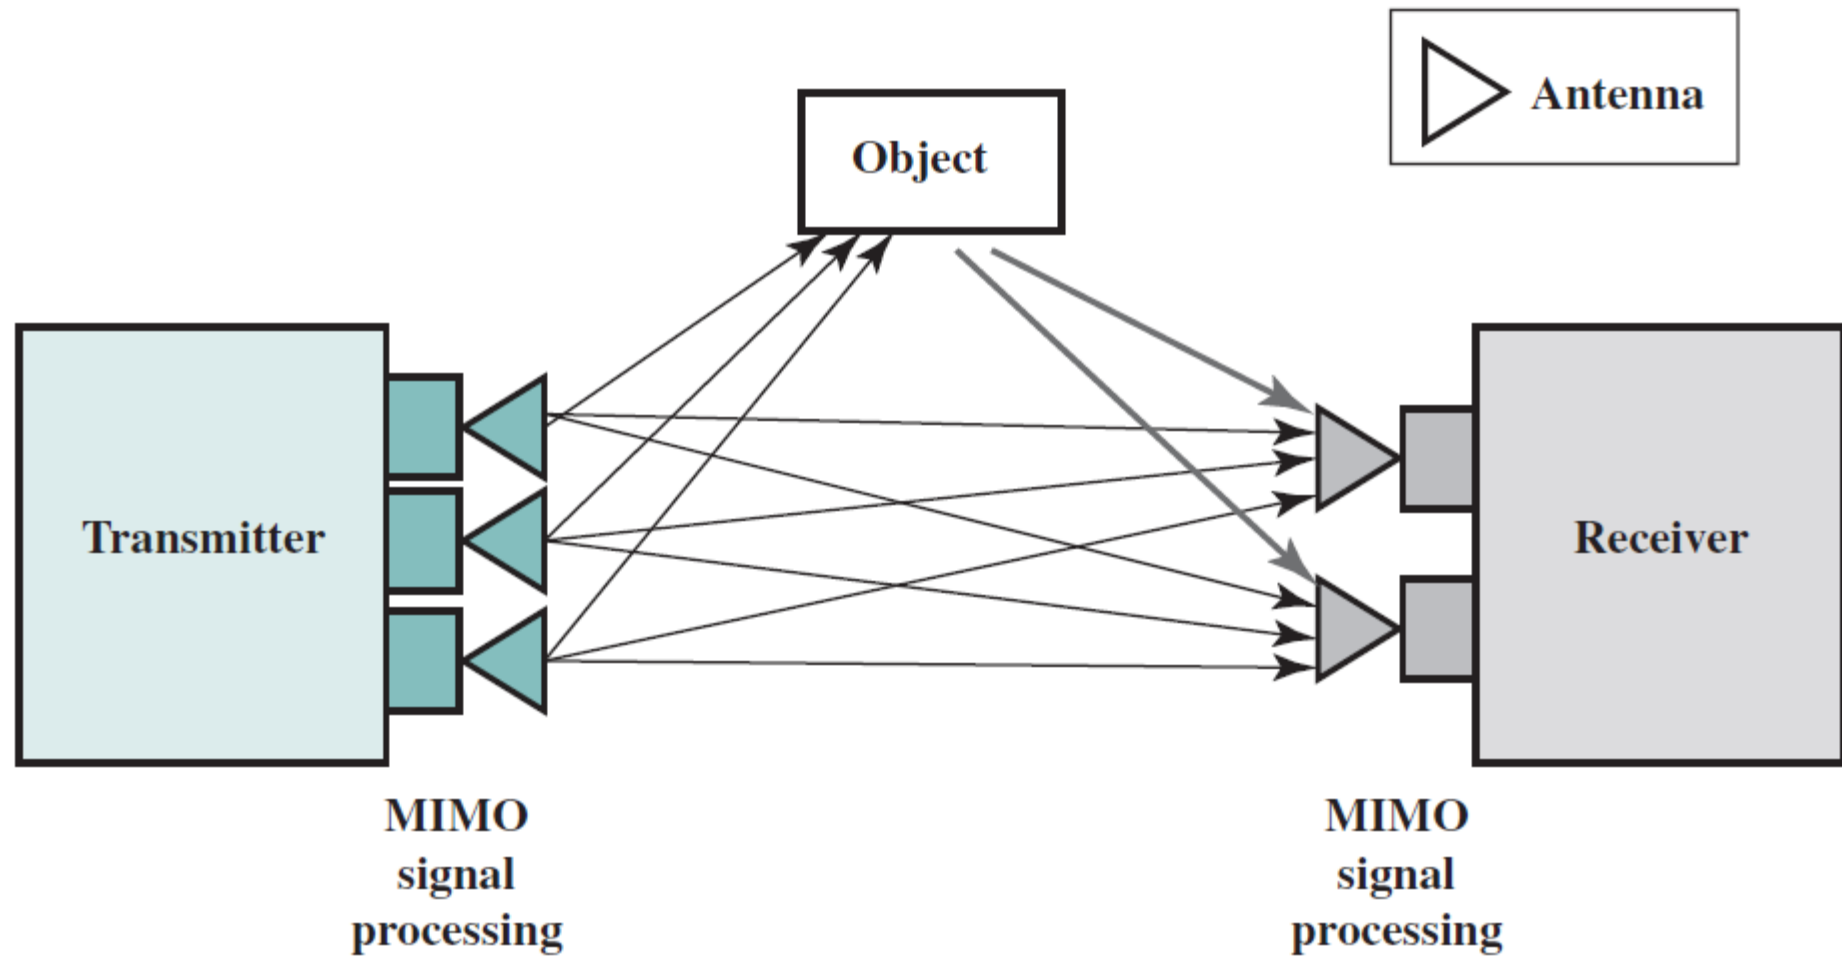 Antenna
Object
Transmitter
Receiver
MIMO
signal
processing
MIMO
signal
processing